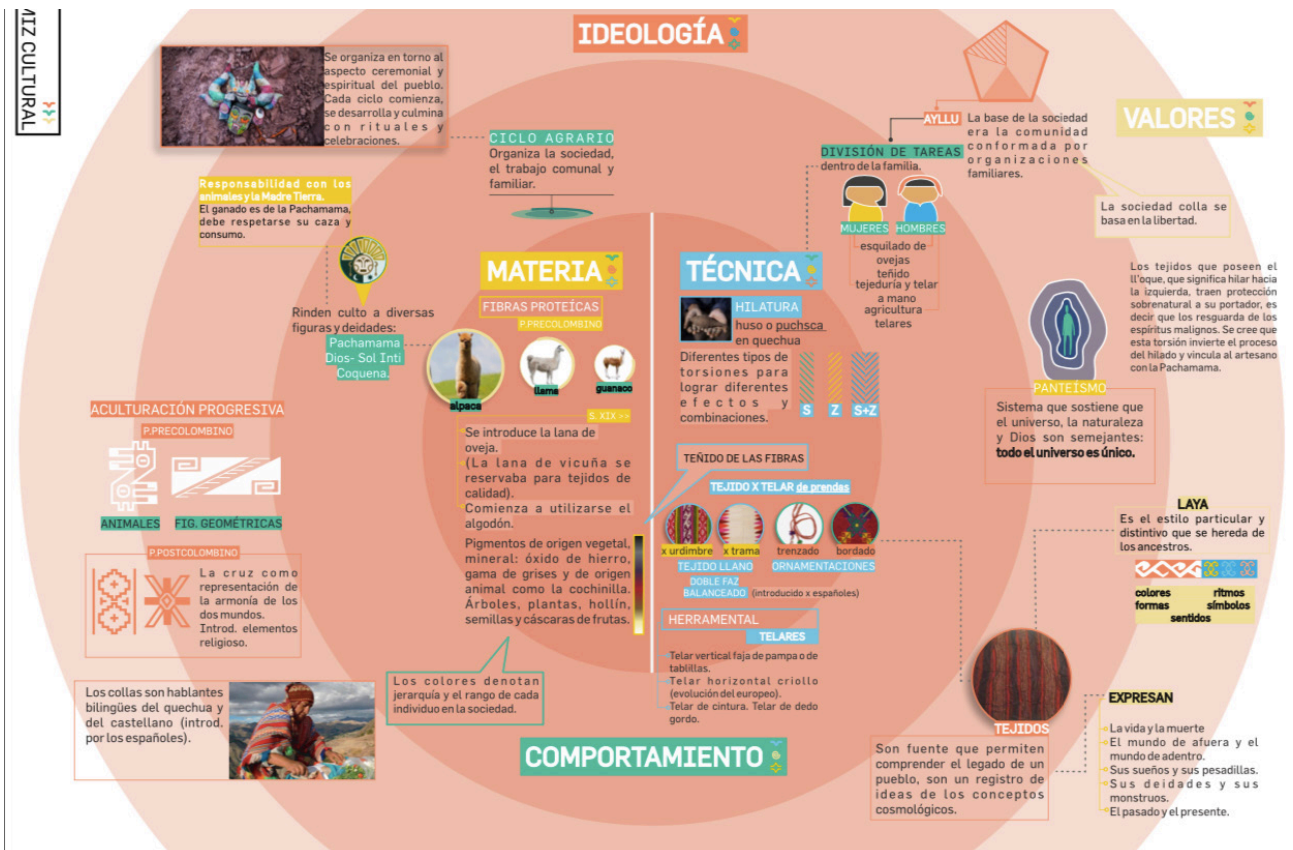 MIZ CULTURAL
IDEOLOGÍA
Se organiza en torno al
aspecto ceremonial y
espiritual del pueblo.
Cada ciclo comienza,
se desarrolla y culmina
con rituales y
celebraciones.
CICLO AGRARIO
Organiza la sociedad,
el trabajo comunal y
familiar.
Responsabilidad con los
animales y la Madre Tierra.
El ganado es de la Pachamama,
debe respetarse su caza y
consumo.
Rinden culto a diversas
figuras y deidades:
Pachamama
Dios- Sol Inti
Coquena.
ACULTURACIÓN PROGRESIVA
P.PRECOLOMBINO
ANIMALES
FIG. GEOMÉTRICAS
P.POSTCOLOMBINO
La cruz como
representación de
la armonía de los
dos mundos.
Introd. elementos
religioso.
Los collas son hablantes
bilingües del quechua y
del castellano (introd.
por los españoles).
MATERIA
FIBRAS PROTEÍCAS
P.PRECOLOMBINO
alpaca
llama
guanaco
S. XIX >>
Se introduce la lana de
oveja.
(La lana de vicuña se
reservaba para tejidos de
calidad).
Comienza a utilizarse el
algodón.
Pigmentos de origen vegetal,
mineral: óxido de hierro,
gama de grises y de origen
animal como la cochinilla.
Árboles, plantas, hollín,
semillas y cáscaras de frutas.
Los colores denotan
jerarquía y el rango de cada
individuo en la sociedad.
COMPORTAMIENTO
TÉCNICA
HILATURA
huso o puchsca
en quechua
Diferentes tipos de
torsiones para
lograr diferentes
efectos y
combinaciones.
S
Z
S+Z
TEÑIDO DE LAS FIBRAS
TEJIDO X TELAR de prendas
x urdimbre
x trama
trenzado
bordado
TEJIDO LLANO
ORNAMENTACIONES
DOBLE FAZ
BALANCEADO (introducido x españoles)
HERRAMENTAL
TELARES
Telar vertical faja de pampa o de
tablillas.
Telar horizontal criollo
(evolución del europeo).
Telar de cintura. Telar de dedo
gordo.
AYLLU
La base de la sociedad
era la comunidad
conformada por
organizaciones
familiares.
DIVISIÓN DE TAREAS
dentro de la familia.
MUJERES
HOMBRES
esquilado de
ovejas
teñido
tejeduría y telar
a mano
agricultura
telares
VALORES
La sociedad colla se
basa en la libertad.
Los tejidos que poseen el
ll'oque, que significa hilar hacia
la izquierda, traen protección
sobrenatural a su portador, es
decir que los resguarda de los
espíritus malignos. Se cree que
esta torsión invierte el proceso
del hilado y vincula al artesano
con la Pachamama.
PANTEÍSMO
Sistema que sostiene que
el universo, la naturaleza
y Dios son semejantes:
todo el universo es único.
LAYA
Es el estilo particular y
distintivo que se hereda de
los ancestros.
colores
ritmos
formas
símbolos
sentidos
TEJIDOS
Son fuente que permiten
comprender el legado de un
pueblo, son un registro de
ideas de los conceptos
cosmológicos.
EXPRESAN
La vida y la muerte
El mundo de afuera y el
mundo de adentro.
Sus sueños y sus pesadillas.
Sus deidades y sus
monstruos.
El pasado y el presente.